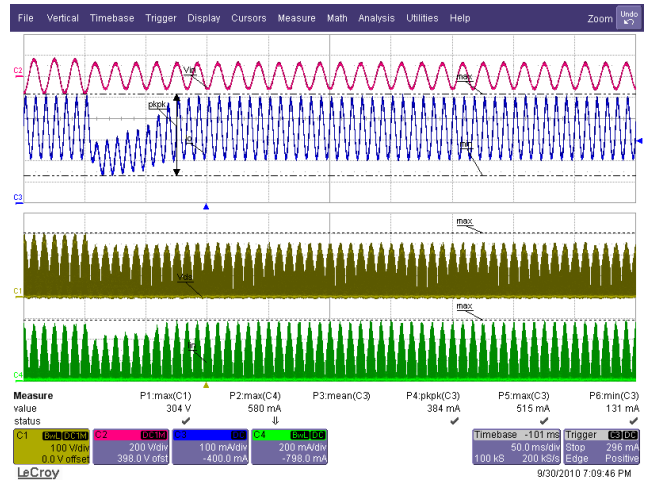 File Vertical Timebase Trigger Display Cursors Measure Math Analysis Utilities Help Zoom Undo
C2
Vin
max
pkpk
Io
min
C3
max
Vds
C1
max
Iin
C4
Measure P1:max(C1) P2:max(C4) P3:mean(C3) P4:pkpk(C3) P5:max(C3) P6:min(C3)
value 304 V 580 mA 384 mA 515 mA 131 mA
status
C1 BwL DC1M C2 DC1M C4 BwL DC Timebase -101 ms Trigger C3 DC
100 V/div 200 V/div 100 mA/div 200 mA/div 50.0 ms/div Stop 296 mA
0.0 V offset 398.0 V ofst -400.0 mA -798.0 mA 100 kS 200 kS/s Edge Positive
LeCroy 9/30/2010 7:09:46 PM